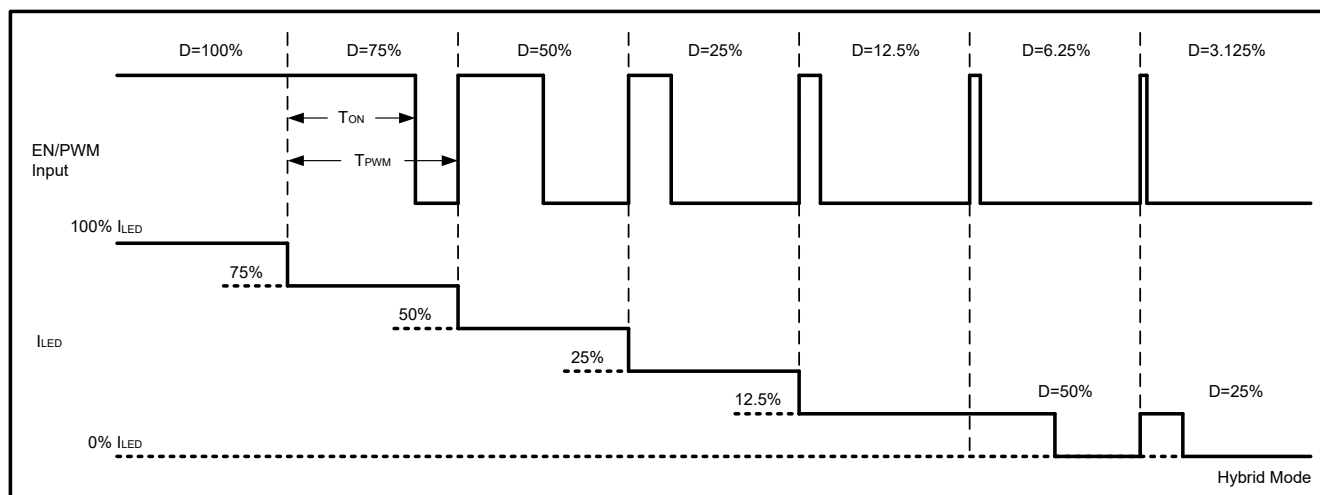 D=100%
D=75%
D=50%
D=25%
D=12.5%
D=6.25%
D=3.125%
TON
EN/PWM
Input
TPWM
100% ILED
75%
50%
ILED
25%
12.5%
D=50%
D=25%
0% ILED
Hybrid Mode